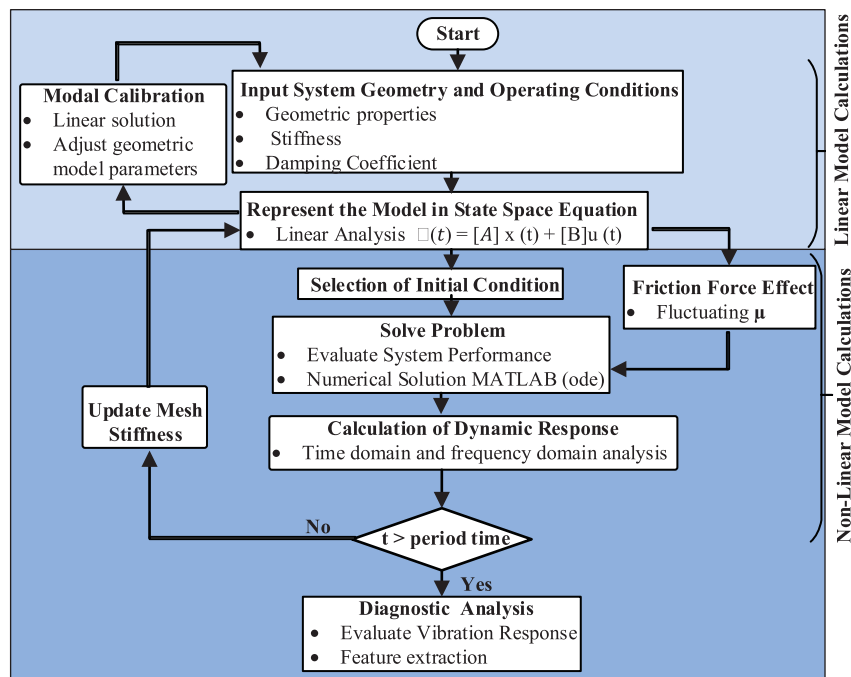 Start
Modal Calibration
• Linear solution
• Adjust geometric
model parameters
Input System Geometry and Operating Conditions
• Geometric properties
• Stiffness
• Damping Coefficient
Represent the Model in State Space Equation
• Linear Analysis □(t) = [A] x (t) + [B]u (t)
Linear Model Calculations
Selection of Initial Condition
Friction Force Effect
• Fluctuating μ
Solve Problem
• Evaluate System Performance
• Numerical Solution MATLAB (ode)
Update Mesh
Stiffness
Calculation of Dynamic Response
• Time domain and frequency domain analysis
Non-Linear Model Calculations
t > period time
No
Yes
Diagnostic Analysis
• Evaluate Vibration Response
• Feature extraction